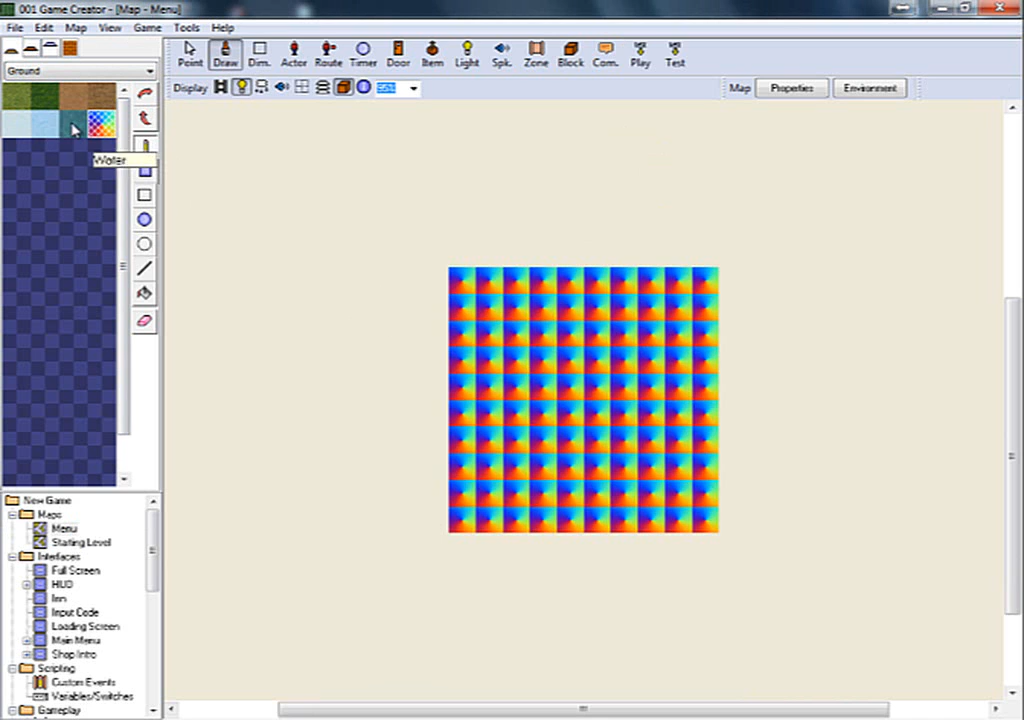 001 Game Creator - [Map - Menu]
File Edit Map View Game Tools Help
Point Draw Dim. Actor Route Timer Door Item Light Spk. Zone Block Com. Play Test
Ground
Display 95% Map Properties Environment
Water
New Game
Maps
Menu
Starting Level
Interfaces
Full Screen
HUD
Inn
Input Code
Loading Screen
Main Menu
Shop Intro
Scripting
Custom Events
Variables/Switches
Gameplay